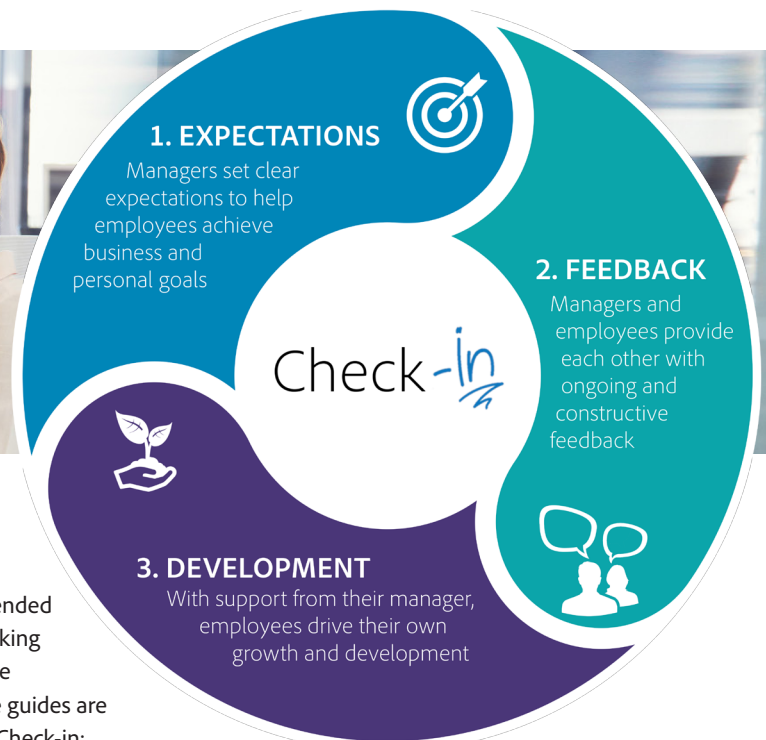 1. EXPECTATIONS
Managers set clear
expectations to help
employees achieve
business and
personal goals
2. FEEDBACK
Managers and
employees provide
each other with
ongoing and
constructive
feedback
Check-in
3. DEVELOPMENT
With support from their manager,
employees drive their own
growth and development
guides are
Check-in: